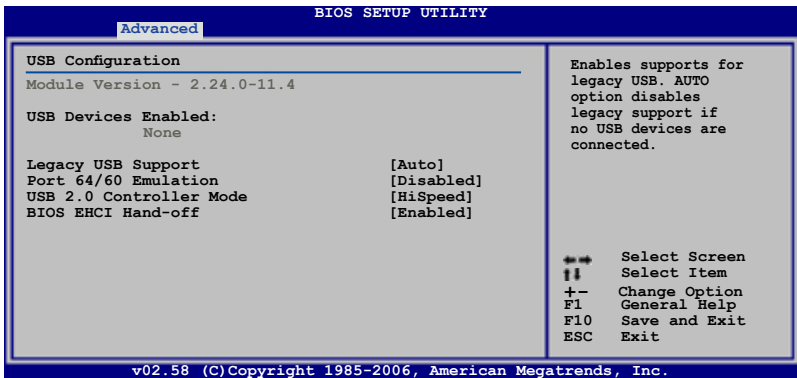 BIOS SETUP UTILITY
Advanced
USB Configuration
Module Version - 2.24.0-11.4
USB Devices Enabled:
None
Legacy USB Support [Auto]
Port 64/60 Emulation [Disabled]
USB 2.0 Controller Mode [HiSpeed]
BIOS EHCI Hand-off [Enabled]
Enables supports for
legacy USB. AUTO
option disables
legacy support if
no USB devices are
connected.
←→ Select Screen
↑↓ Select Item
+- Change Option
F1 General Help
F10 Save and Exit
ESC Exit
v02.58 (C)Copyright 1985-2006, American Megatrends, Inc.